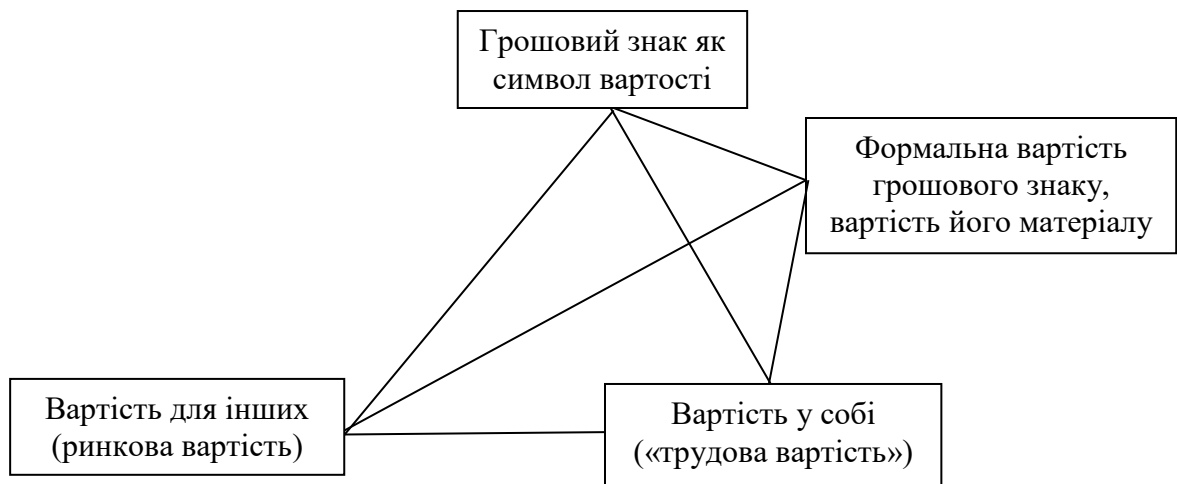 Грошовий знак як
символ вартості
Формальна вартість
грошового знаку,
вартість його матеріалу
Вартість для інших
(ринкова вартість)
Вартість у собі
(«трудова вартість»)